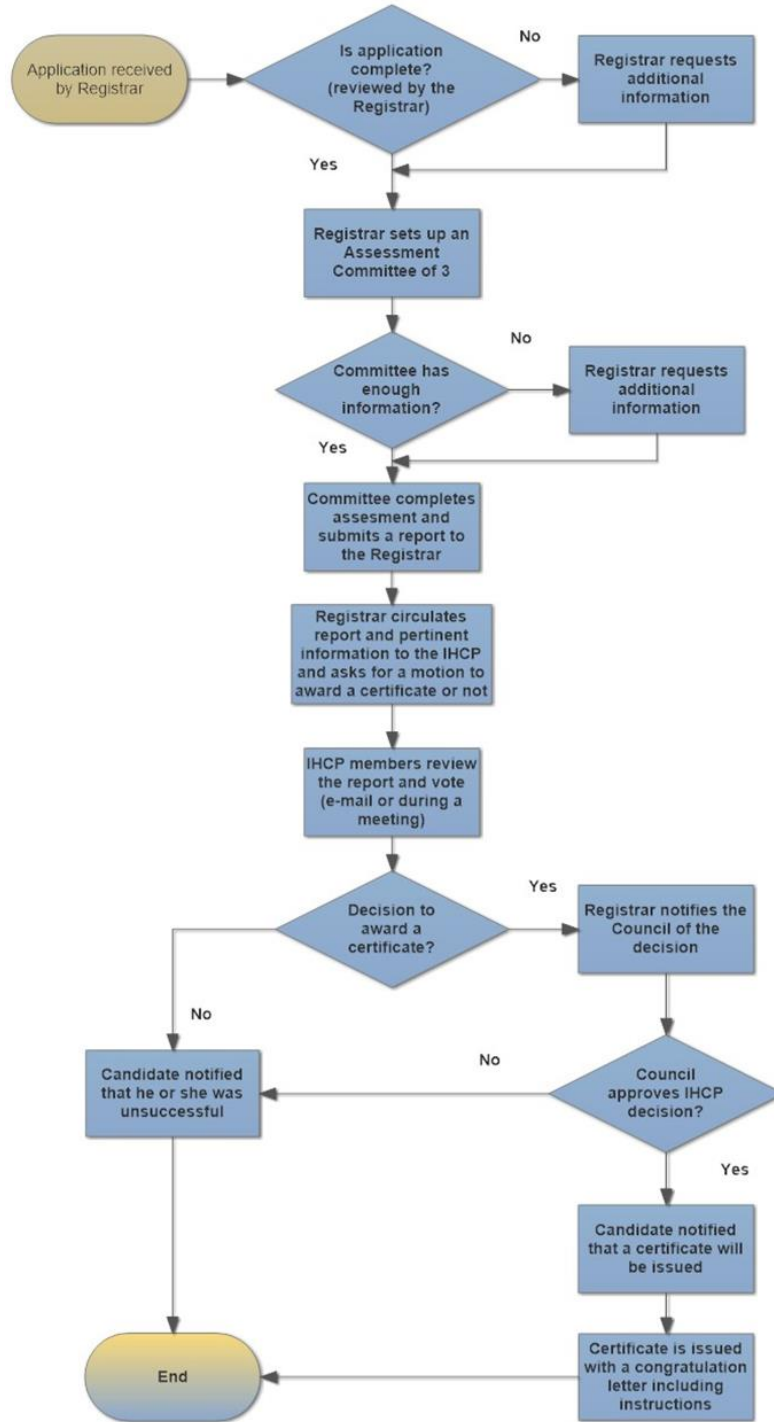 Application received
by Registrar
Is application
complete?
(reviewed by the
Registrar)
No
Registrar requests
additional
information
Yes
Registrar sets up an
Assessment
Committee of 3
Committee has
enough
information?
No
Registrar requests
additional
information
Yes
Committee completes
assesment and
submits a report to
the Registrar
Registrar circulates
report and pertinent
information to the IHCP
and asks for a motion to
award a certificate or not
IHCP members review
the report and vote
(e-mail or during a
meeting)
Decision to
award a
certificate?
Yes
Registrar notifies the
Council of the
decision
No
Candidate notified
that he or she was
unsuccessful
No
Council
approves IHCP
decision?
Yes
Candidate notified
that a certificate will
be issued
Certificate is issued
with a congratulation
letter including
instructions
End